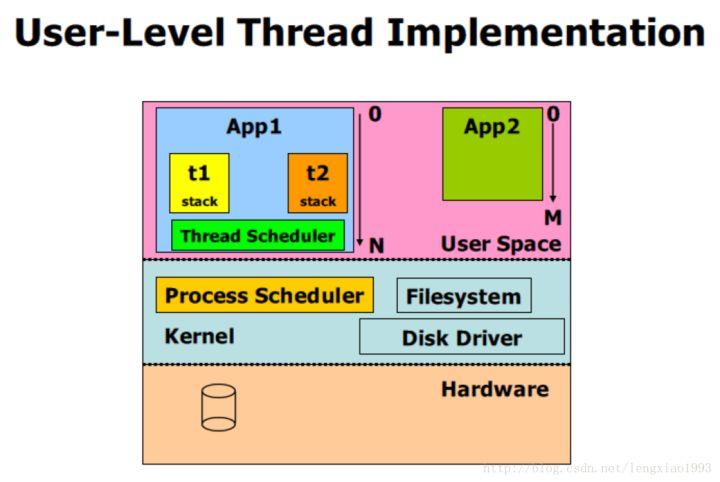 User-Level Thread Implementation
App1
0
App2
0
t1
stack
t2
stack
Thread Scheduler
N
M
User Space
Process Scheduler
Filesystem
Kernel
Disk Driver
Hardware
http://blog.csdn.net/lengxiao1993